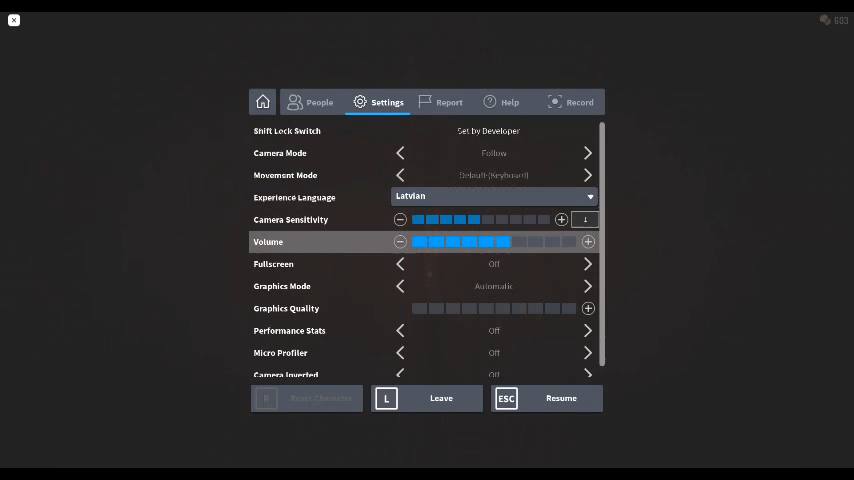 603
People Settings Report Help Record
Shift Lock Switch Set by Developer
Camera Mode Follow
Movement Mode Default (Keyboard)
Experience Language Latvian
Camera Sensitivity 1
Volume
Fullscreen Off
Graphics Mode Automatic
Graphics Quality
Performance Stats Off
Micro Profiler Off
Camera Inverted Off
R Reset Character L Leave ESC Resume